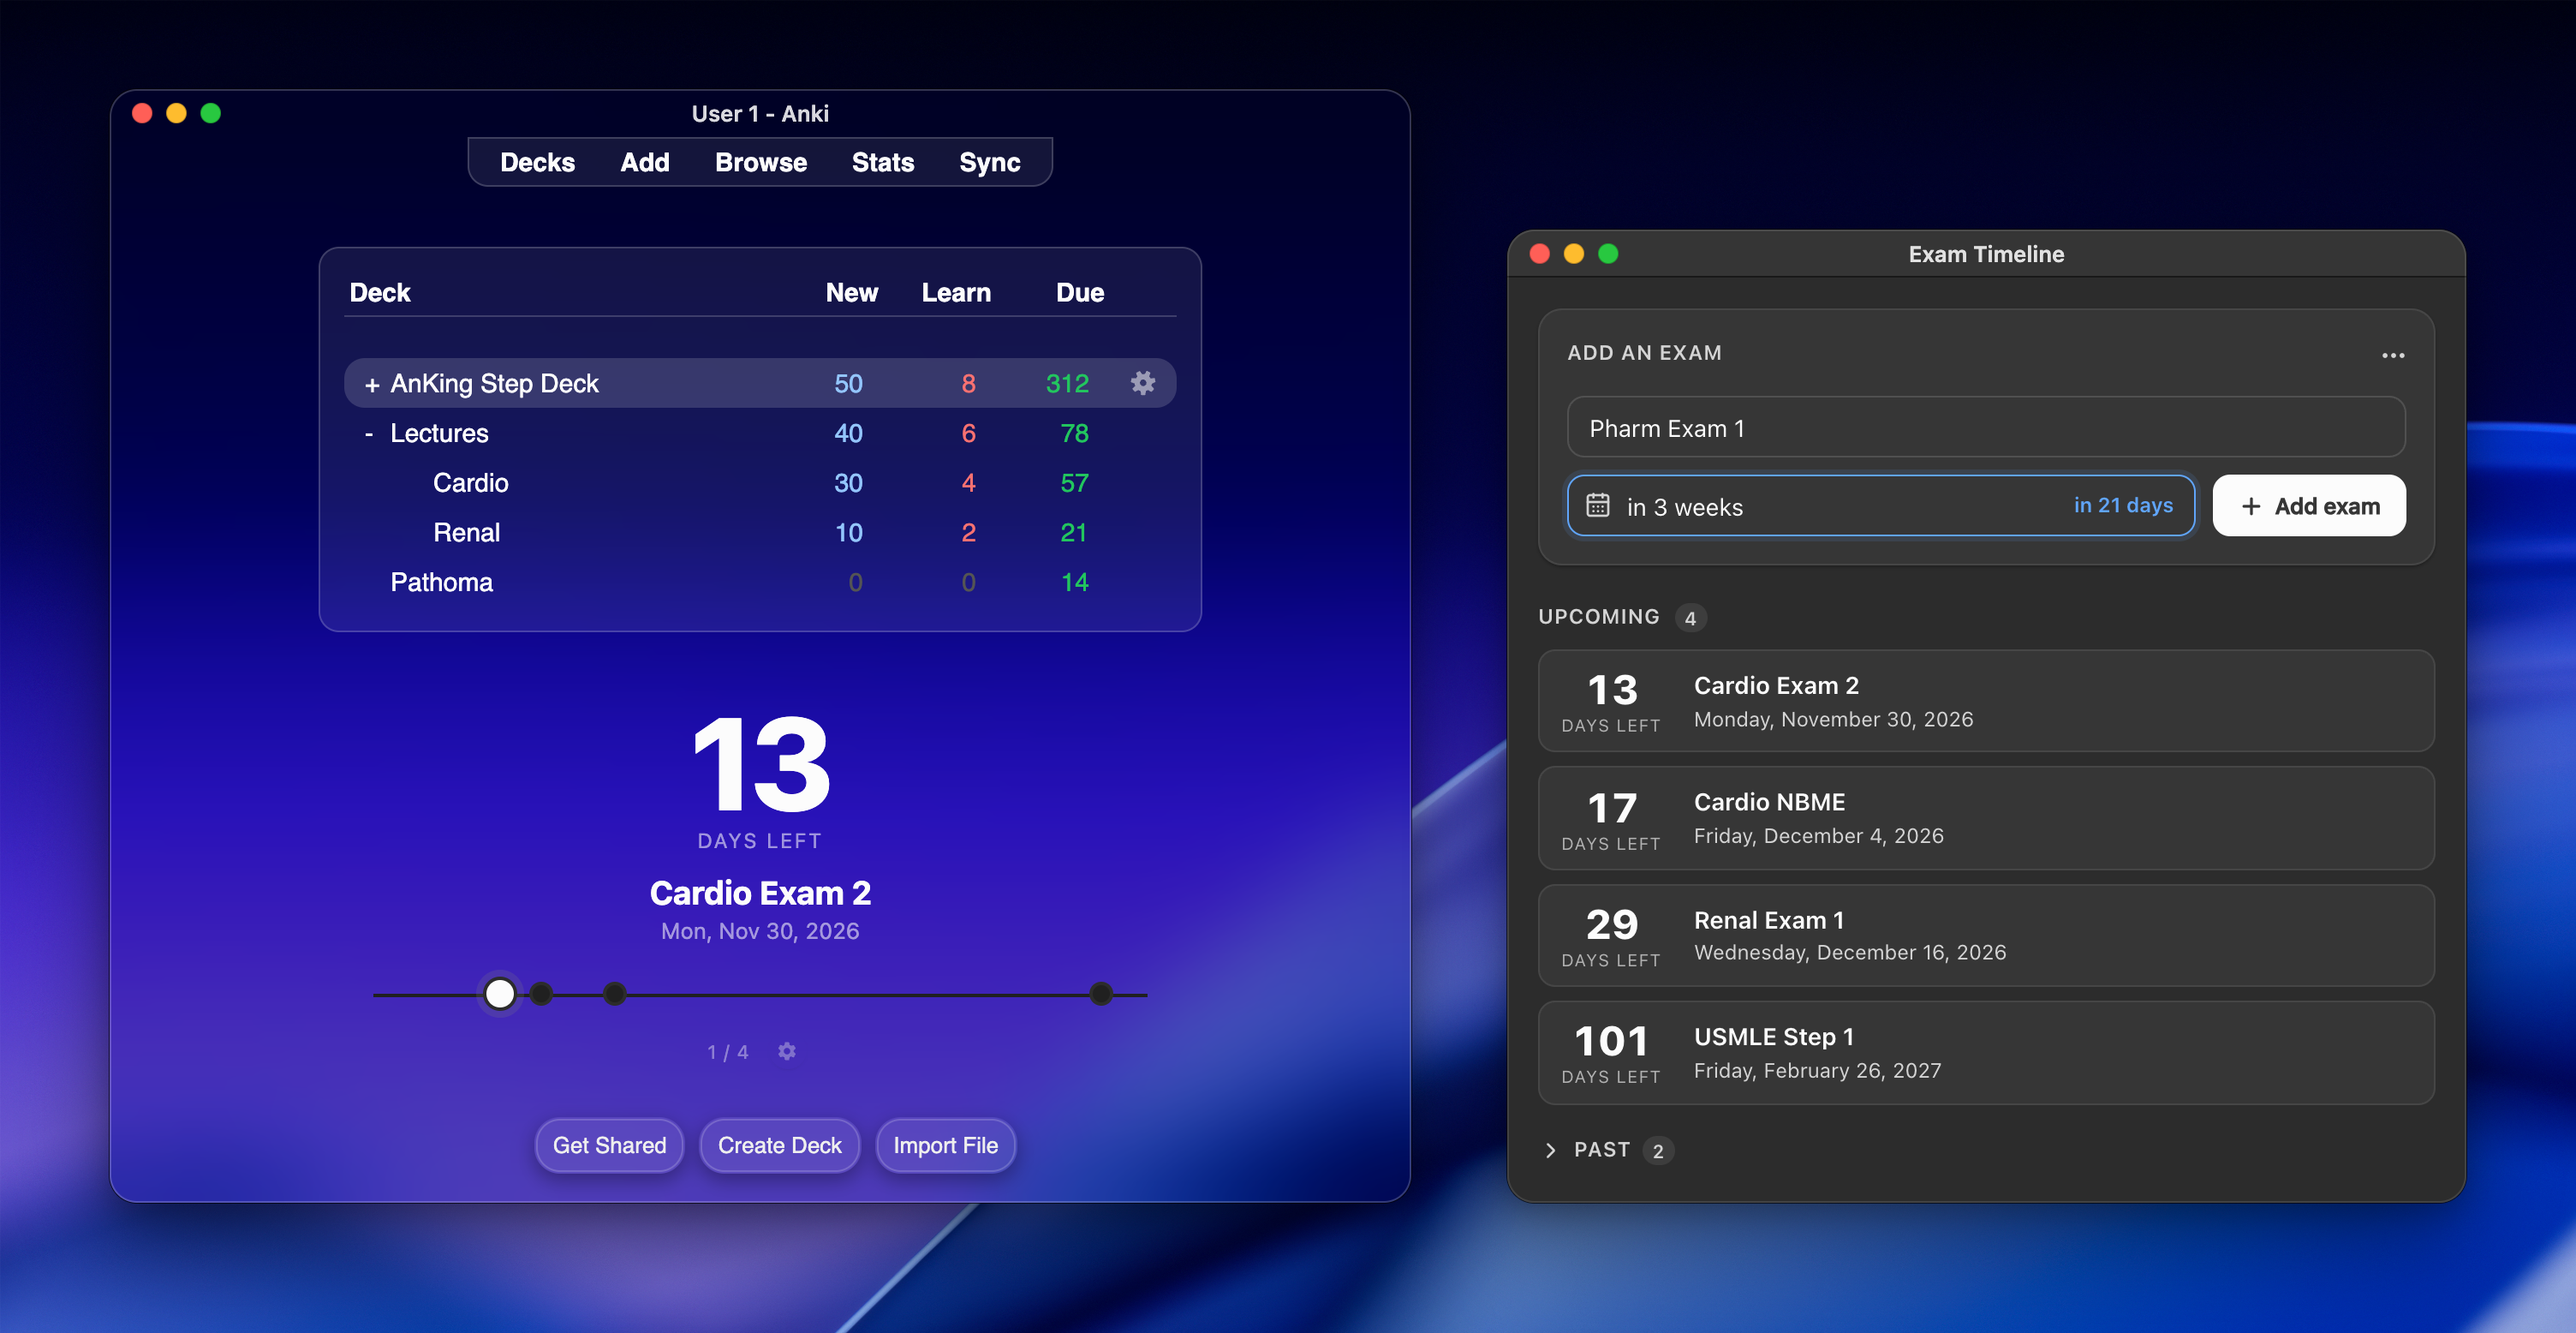 User 1 - Anki
Decks Add Browse Stats Sync
Deck New Learn Due
+ AnKing Step Deck 50 8 312
- Lectures 40 6 78
Cardio 30 4 57
Renal 10 2 21
Pathoma 0 0 14
13
DAYS LEFT
Cardio Exam 2
Mon, Nov 30, 2026
1 / 4
Get Shared Create Deck Import File
Exam Timeline
ADD AN EXAM
Pharm Exam 1
in 3 weeks in 21 days + Add exam
UPCOMING 4
13 Cardio Exam 2
DAYS LEFT Monday, November 30, 2026
17 Cardio NBME
DAYS LEFT Friday, December 4, 2026
29 Renal Exam 1
DAYS LEFT Wednesday, December 16, 2026
101 USMLE Step 1
DAYS LEFT Friday, February 26, 2027
PAST 2